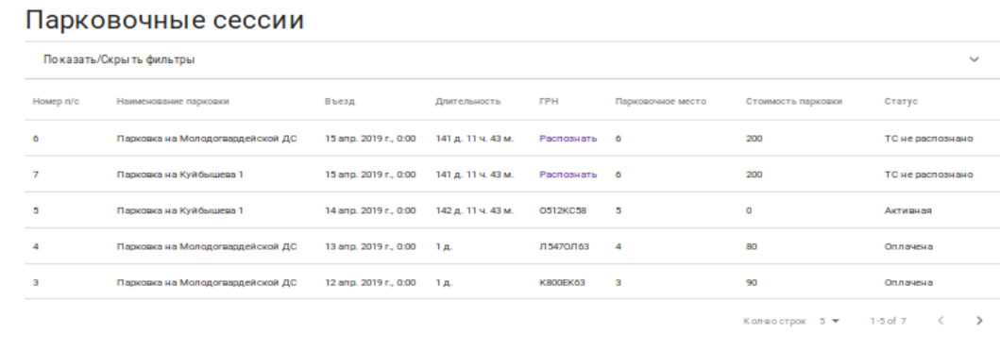 Парковочные сессии
Показать/Скрыть фильтры
Номер п/с Наименование парковки Въезд Длительность ГРН Парковочное место Стоимость парковки Статус
6 Парковка на Молодогвардейской ДС 15 апр. 2019 г., 0:00 141 д. 11 ч. 43 м. Распознать 6 200 ТС не распознано
7 Парковка на Куйбышева 1 15 апр. 2019 г., 0:00 141 д. 11 ч. 43 м. Распознать 6 200 ТС не распознано
5 Парковка на Куйбышева 1 14 апр. 2019 г., 0:00 142 д. 11 ч. 43 м. О512КС58 5 0 Активная
4 Парковка на Молодогвардейской ДС 13 апр. 2019 г., 0:00 1 д. Л547ОЛ63 4 80 Оплачена
3 Парковка на Молодогвардейской ДС 12 апр. 2019 г., 0:00 1 д. К800ЕК63 3 90 Оплачена
Кол-во строк 5 1-5 of 7